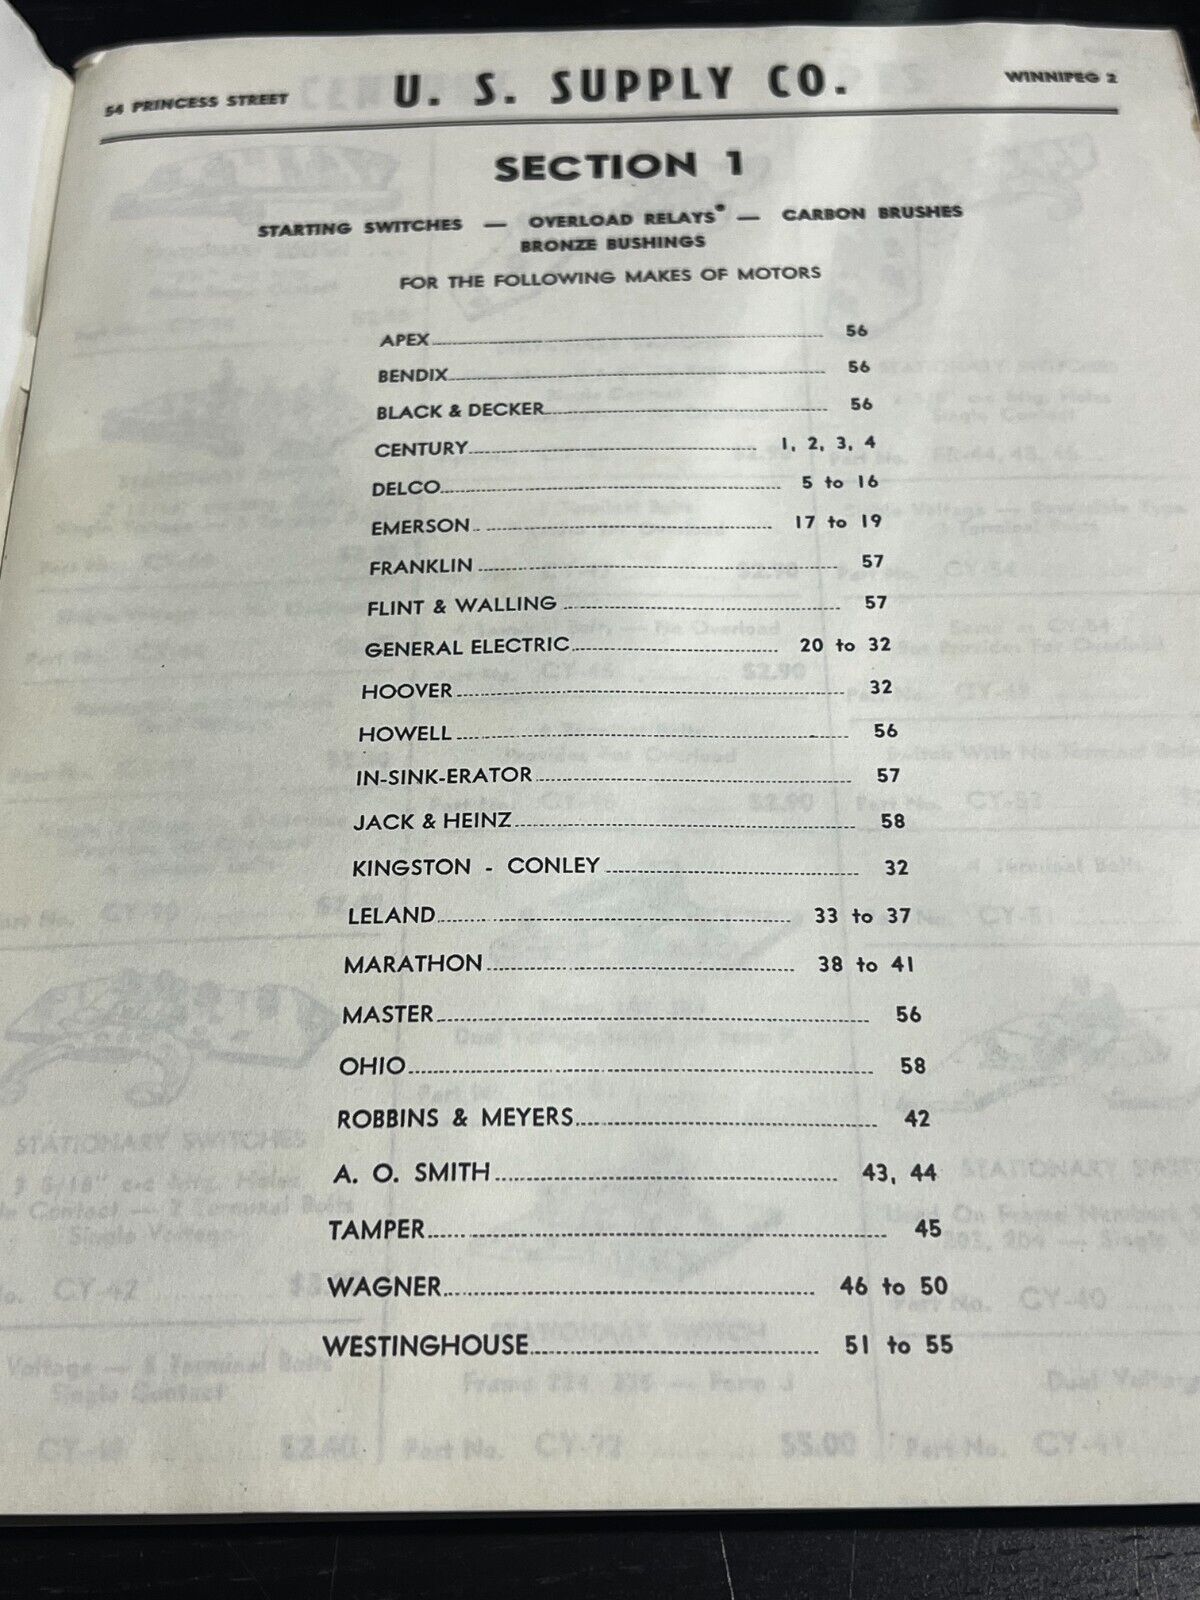 54 PRINCESS STREET U. S. SUPPLY CO. WINNIPEG 2
SECTION 1
STARTING SWITCHES — OVERLOAD RELAYS — CARBON BRUSHES
BRONZE BUSHINGS
FOR THE FOLLOWING MAKES OF MOTORS
APEX 56
BENDIX 56
BLACK & DECKER 56
CENTURY 1, 2, 3, 4
DELCO 5 to 16
EMERSON 17 to 19
FRANKLIN 57
FLINT & WALLING 57
GENERAL ELECTRIC 20 to 32
HOOVER 32
HOWELL 56
IN-SINK-ERATOR 57
JACK & HEINZ 58
KINGSTON - CONLEY 32
LELAND 33 to 37
MARATHON 38 to 41
MASTER 56
OHIO 58
ROBBINS & MEYERS 42
A. O. SMITH 43, 44
TAMPER 45
WAGNER 46 to 50
WESTINGHOUSE 51 to 55